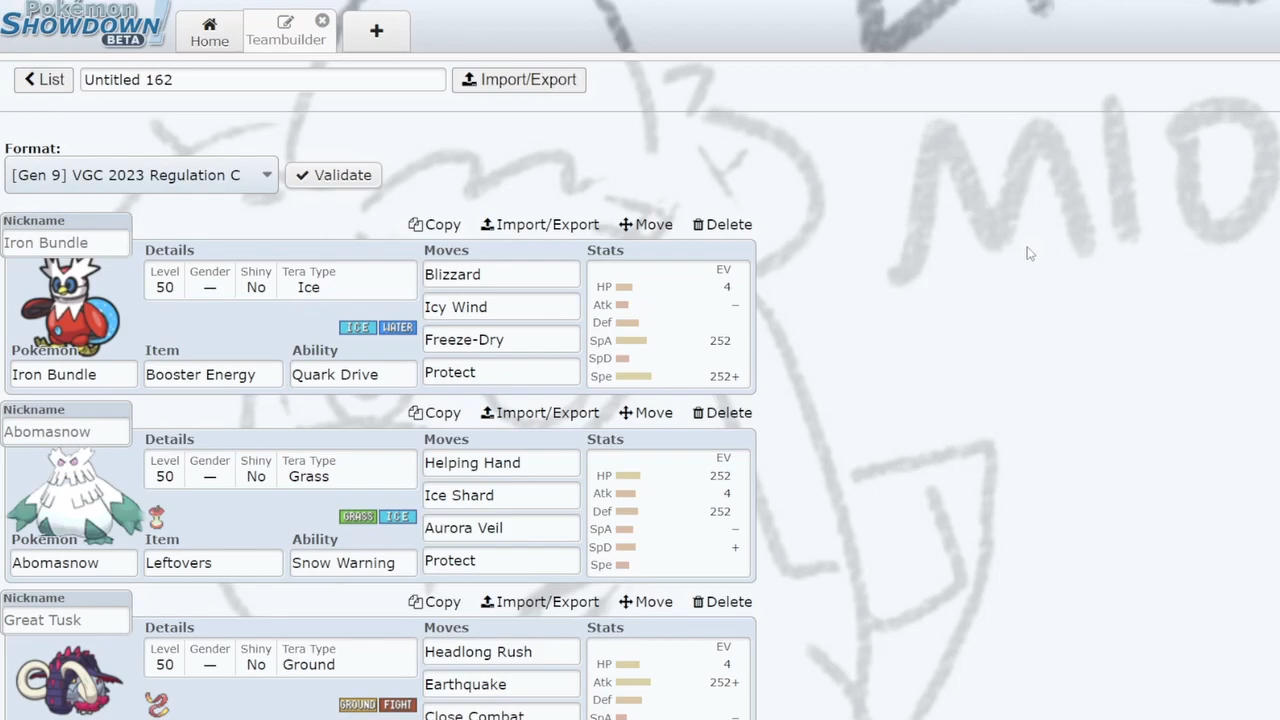 Pokémon
SHOWDOWN
BETA
Home
Teambuilder
+
List
Untitled 162
Import/Export
Format:
[Gen 9] VGC 2023 Regulation C
Validate
MIO
Nickname
Iron Bundle
Copy Import/Export Move Delete
Details Moves Stats
Level Gender Shiny Tera Type
50 — No Ice
ICE WATER
Pokémon Item Ability
Iron Bundle Booster Energy Quark Drive
Blizzard
Icy Wind
Freeze-Dry
Protect
EV
HP 4
Atk –
Def
SpA 252
SpD
Spe 252+
Nickname
Abomasnow
Copy Import/Export Move Delete
Details Moves Stats
Level Gender Shiny Tera Type
50 — No Grass
GRASS ICE
Pokémon Item Ability
Abomasnow Leftovers Snow Warning
Helping Hand
Ice Shard
Aurora Veil
Protect
EV
HP 252
Atk 4
Def 252
SpA –
SpD +
Spe
Nickname
Great Tusk
Copy Import/Export Move Delete
Details Moves Stats
Level Gender Shiny Tera Type
50 — No Ground
GROUND FIGHT
Headlong Rush
Earthquake
Close Combat
EV
HP 4
Atk 252+
Def
SpA –